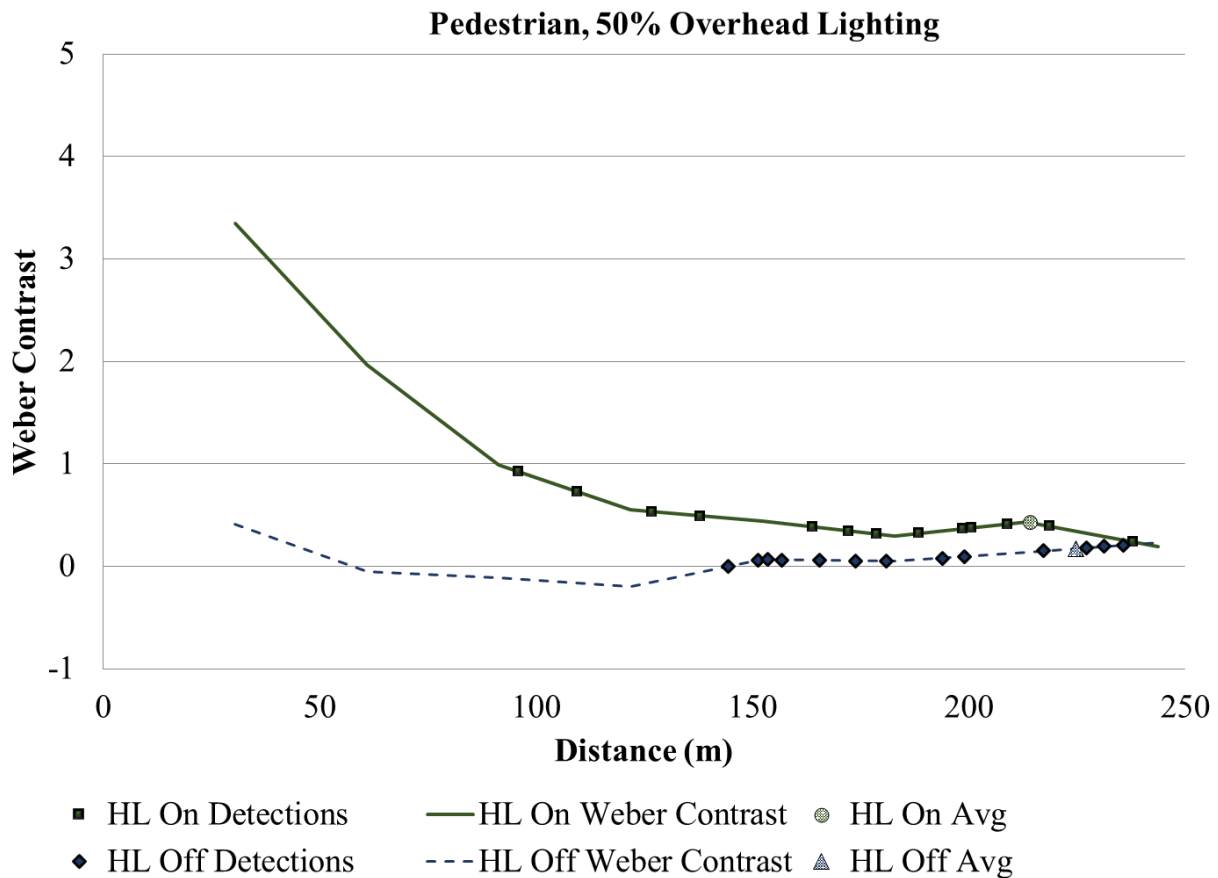 Pedestrian, 50% Overhead Lighting
5
4
3
2
1
0
-1
Weber Contrast
0 50 100 150 200 250
Distance (m)
HL On Detections HL On Weber Contrast HL On Avg
HL Off Detections HL Off Weber Contrast HL Off Avg